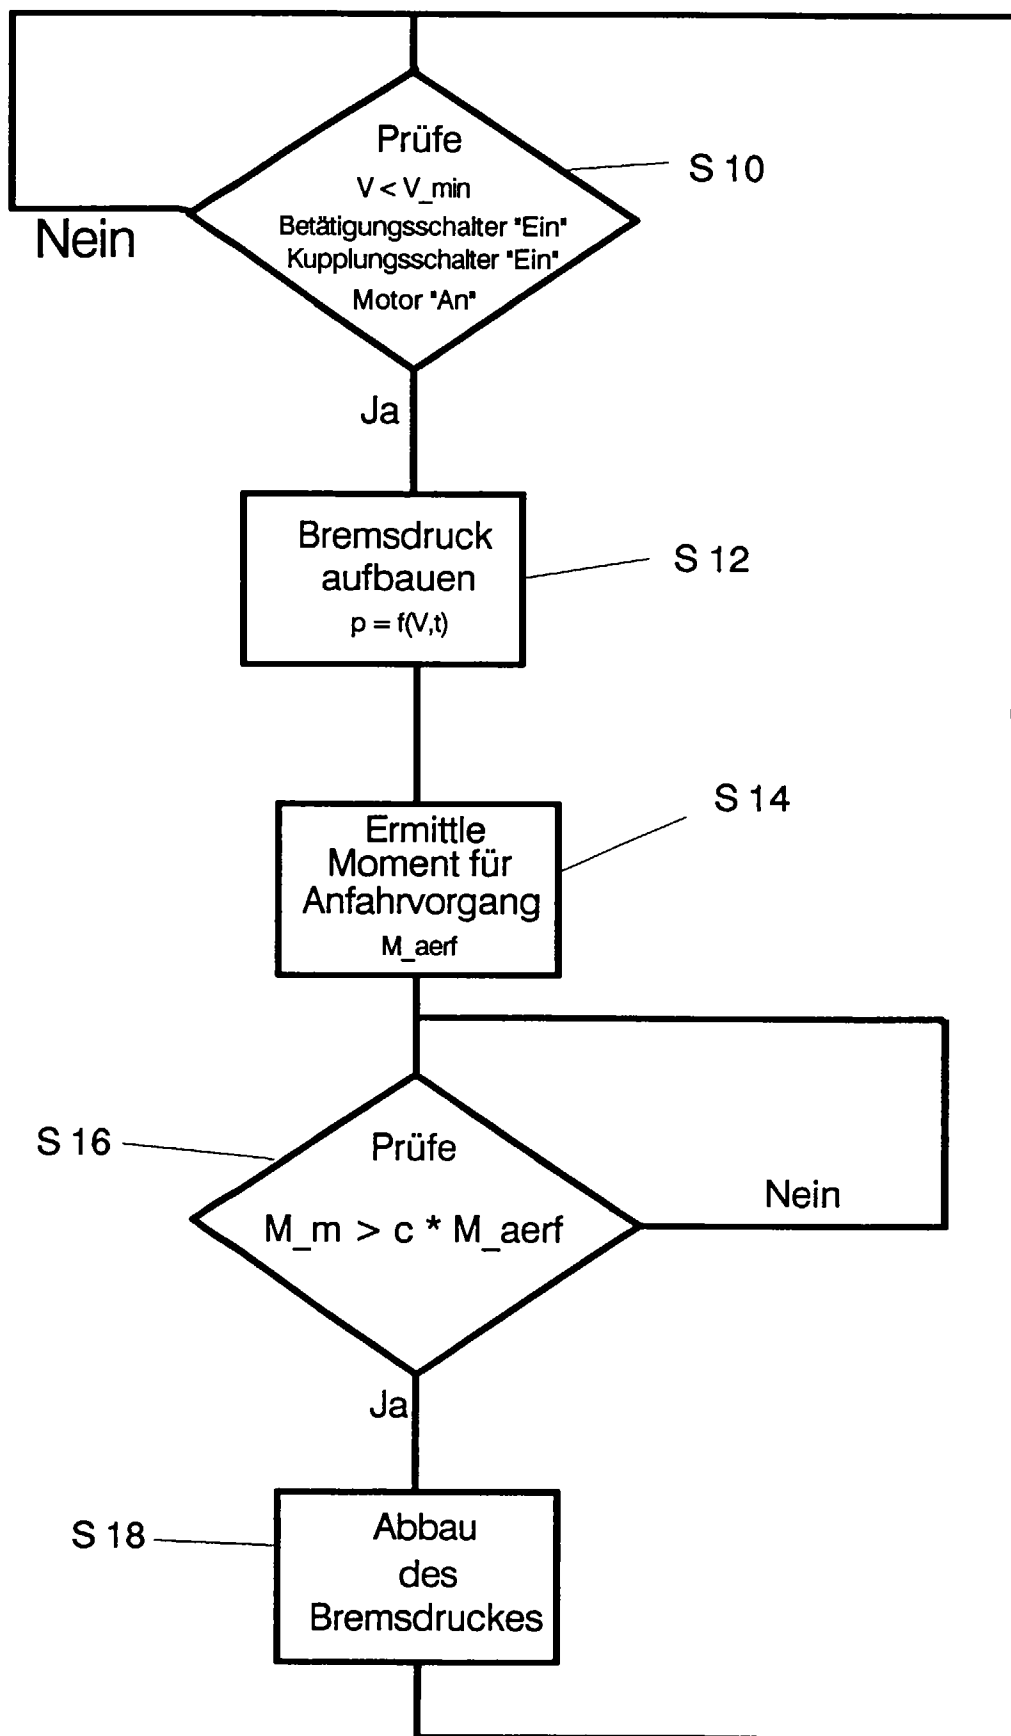 Prüfe
V < V_min
Betätigungsschalter "Ein"
Kupplungsschalter "Ein"
Motor "An"
S 10
Nein
Ja
Bremsdruck
aufbauen
p = f(V,t)
S 12
S 14
Ermittle
Moment für
Anfahrvorgang
M_aerf
S 16
Prüfe
M_m > c * M_aerf
Nein
Ja
S 18
Abbau
des
Bremsdruckes